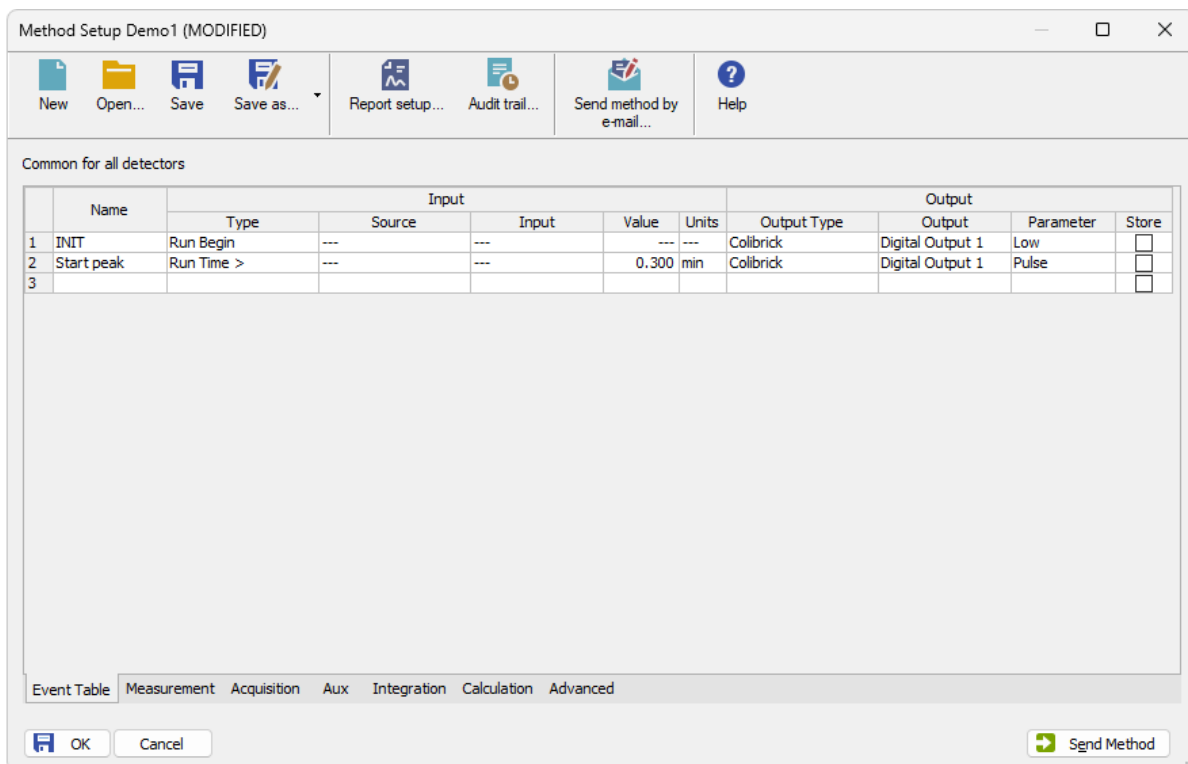 Method Setup Demo1 (MODIFIED)
New Open... Save Save as... Report setup... Audit trail... Send method by e-mail... Help
Common for all detectors
Name Input Output
Type Source Input Value Units Output Type Output Parameter Store
1 INIT Run Begin --- --- --- --- Colibrick Digital Output 1 Low
2 Start peak Run Time > --- --- 0.300 min Colibrick Digital Output 1 Pulse
3
Event Table Measurement Acquisition Aux Integration Calculation Advanced
OK Cancel Send Method